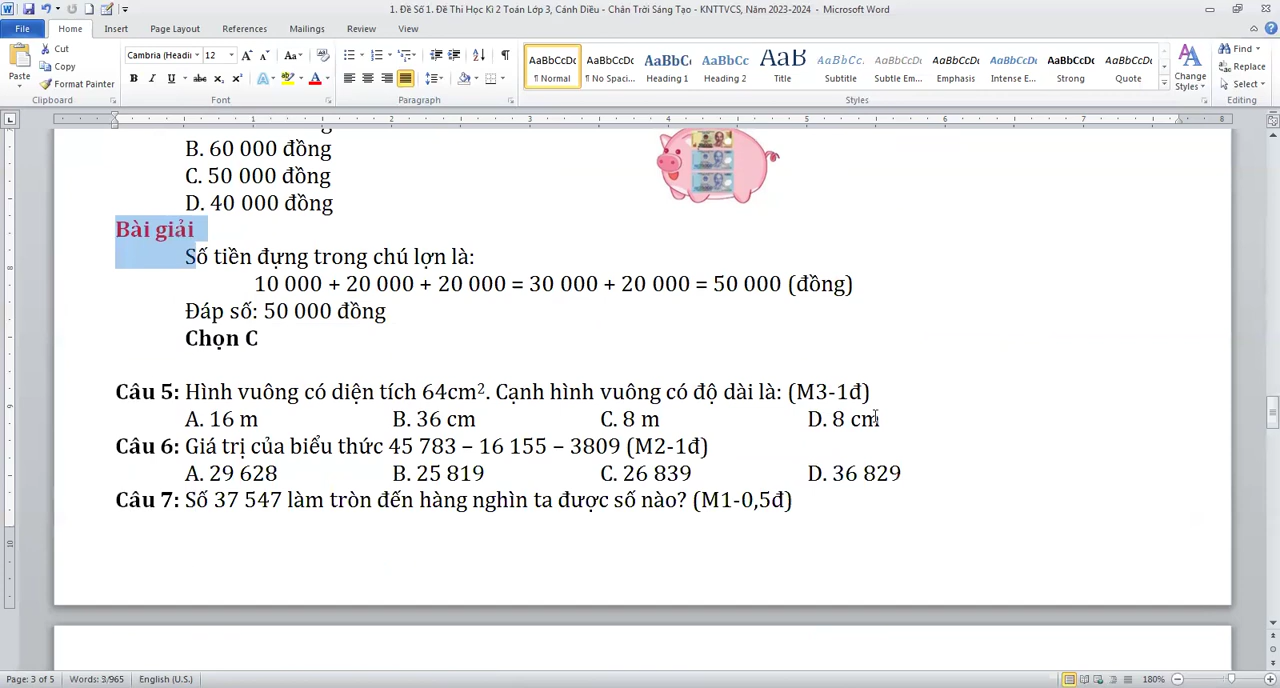 1. Đề Số 1. Đề Thi Học Kì 2 Toán Lớp 3, Cánh Diều - Chân Trời Sáng Tạo - KNTTVCS, Năm 2023-2024 - Microsoft Word
File Home Insert Page Layout References Mailings Review View
Paste
Cut
Copy
Format Painter
Clipboard
Cambria (Headi 12
Font
Paragraph
AaBbCcDc AaBbCcDc AaBbC AaBbCc AaB AaBbCc. AaBbCcDc AaBbCcDc AaBbCcDc AaBbCcDc AaBbCcDc
¶ Normal ¶ No Spaci... Heading 1 Heading 2 Title Subtitle Subtle Em... Emphasis Intense E... Strong Quote
Styles
Change Styles
Find
Replace
Select
Editing
B. 60 000 đồng
C. 50 000 đồng
D. 40 000 đồng
Bài giải
Số tiền đựng trong chú lợn là:
10 000 + 20 000 + 20 000 = 30 000 + 20 000 = 50 000 (đồng)
Đáp số: 50 000 đồng
Chọn C
Câu 5: Hình vuông có diện tích 64cm². Cạnh hình vuông có độ dài là: (M3-1đ)
A. 16 m B. 36 cm C. 8 m D. 8 cm
Câu 6: Giá trị của biểu thức 45 783 – 16 155 – 3809 (M2-1đ)
A. 29 628 B. 25 819 C. 26 839 D. 36 829
Câu 7: Số 37 547 làm tròn đến hàng nghìn ta được số nào? (M1-0,5đ)
Page: 3 of 5 Words: 3/965 English (U.S.) 180%